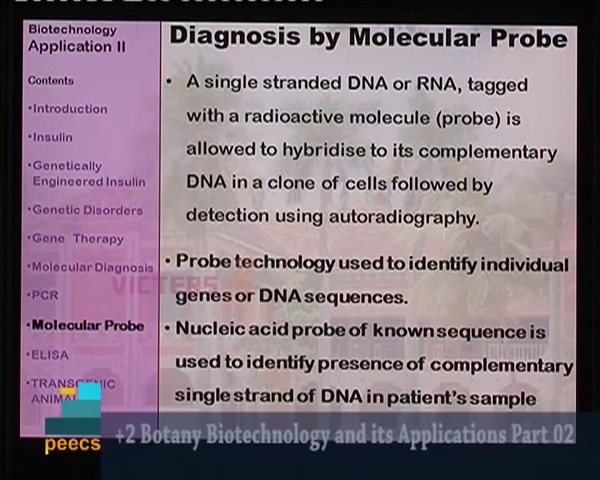 Biotechnology
Application II
Contents
•Introduction
•Insulin
•Genetically
Engineered Insulin
•Genetic Disorders
•Gene Therapy
•Molecular Diagnosis
•PCR
•Molecular Probe
•ELISA
•TRANSGENIC
Diagnosis by Molecular Probe
• A single stranded DNA or RNA, tagged
with a radioactive molecule (probe) is
allowed to hybridise to its complementary
DNA in a clone of cells followed by
detection using autoradiography.
• Probe technology used to identify individual
genes or DNA sequences.
• Nucleic acid probe of known sequence is
used to identify presence of complementary
single strand of DNA in patient's sample
VICTERS
peecs
+2 Botany Biotechnology and its Applications Part 02